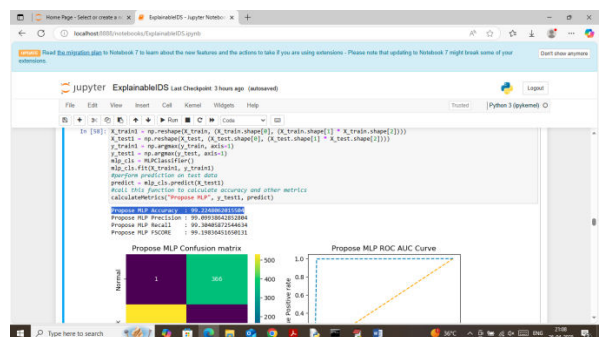 Home Page - Select or create a n
ExplainableIDS - Jupyter Notebo
localhost:8888/notebooks/ExplainableIDS.ipynb
UPDATE Read the migration plan to Notebook 7 to learn about the new features and the actions to take if you are using extensions - Please note that updating to Notebook 7 might break some of your extensions.
Don't show anymore
jupyter ExplainableIDS Last Checkpoint: 3 hours ago (autosaved)
Logout
File Edit View Insert Cell Kernel Widgets Help
Trusted
Python 3 (ipykernel)
Run
Code
In [58]: X_train1 = np.reshape(X_train, (X_train.shape[0], (X_train.shape[1] * X_train.shape[2])))
X_test1 = np.reshape(X_test, (X_test.shape[0], (X_test.shape[1] * X_test.shape[2])))
y_train1 = np.argmax(y_train, axis=1)
y_test1 = np.argmax(y_test, axis=1)
mlp_cls = MLPClassifier()
mlp_cls.fit(X_train1, y_train1)
#perform prediction on test data
predict = mlp_cls.predict(X_test1)
#call this function to calculate accuracy and other metrics
calculateMetrics("Propose MLP", y_test1, predict)
Propose MLP Accuracy : 99.2248062015504
Propose MLP Precision : 99.09938642852804
Propose MLP Recall : 99.30405872544634
Propose MLP FSCORE : 99.19836451650131
Propose MLP Confusion matrix
Propose MLP ROC AUC Curve
Normal
1
366
500
400
300
200
1.0
0.8
0.6
0.4
Positive rate
Type here to search
36°C
ENG
21:08